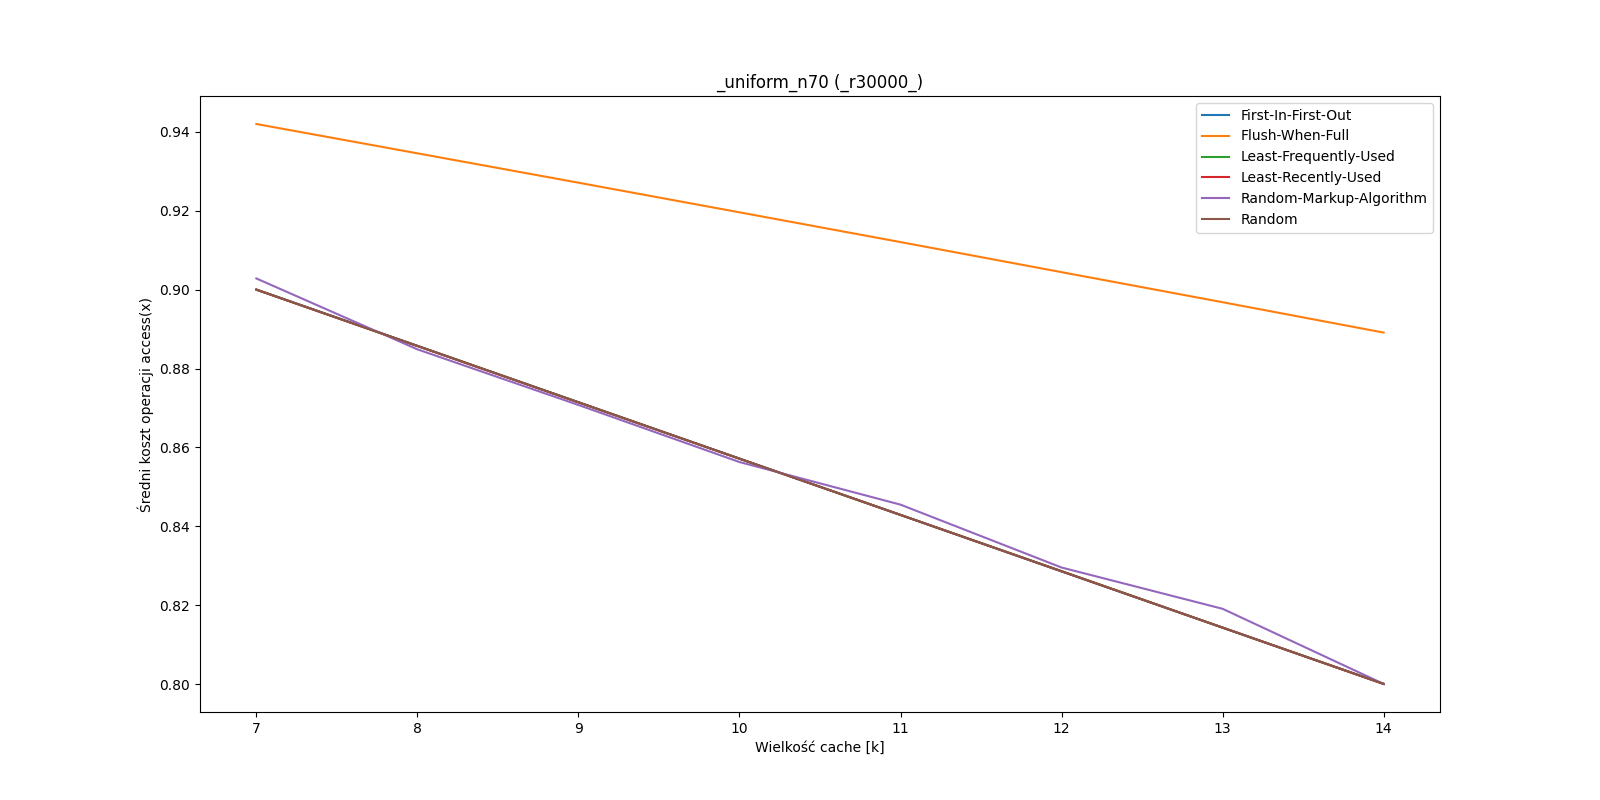 _uniform_n70 (_r30000_)
First-In-First-Out
Flush-When-Full
Least-Frequently-Used
Least-Recently-Used
Random-Markup-Algorithm
Random
Średni koszt operacji access(x)
0.94
0.92
0.90
0.88
0.86
0.84
0.82
0.80
7 8 9 10 11 12 13 14
Wielkość cache [k]